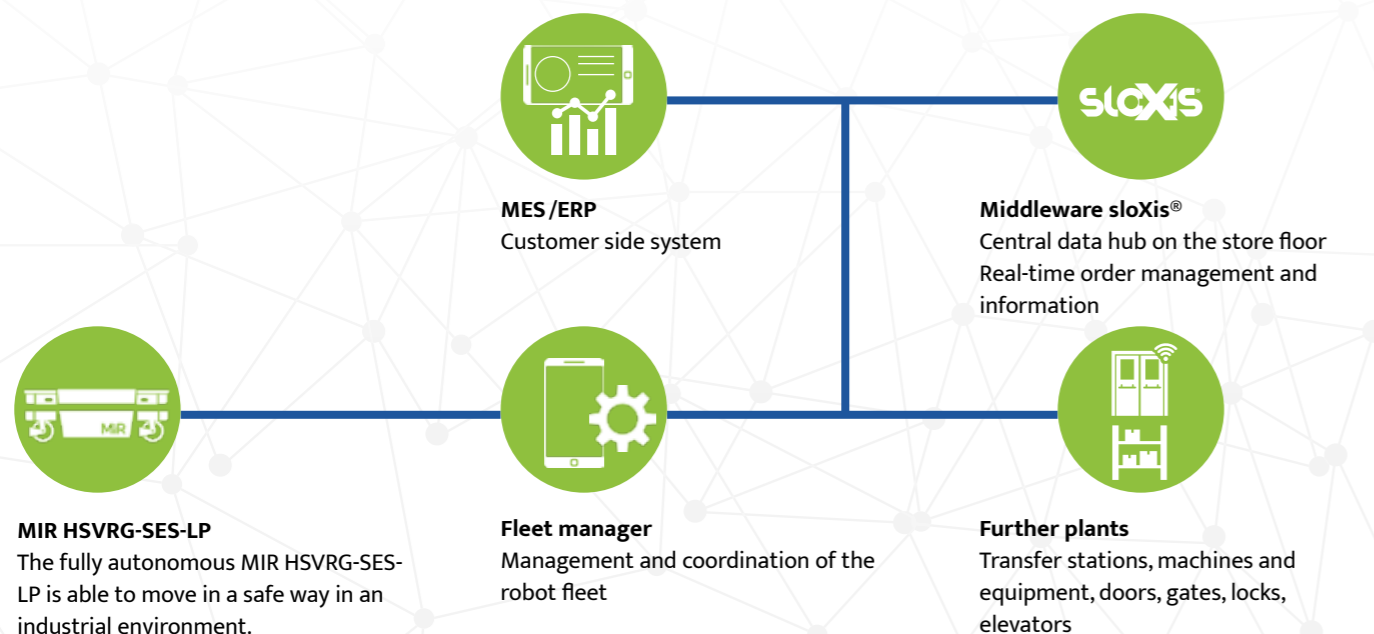 sloXis
MES/ERP
Customer side system
Middleware sloXis®
Central data hub on the store floor
Real-time order management and
information
MiR
MIR HSVRG-SES-LP
The fully autonomous MIR HSVRG-SES-
LP is able to move in a safe way in an
industrial environment.
Fleet manager
Management and coordination of the
robot fleet
Further plants
Transfer stations, machines and
equipment, doors, gates, locks,
elevators